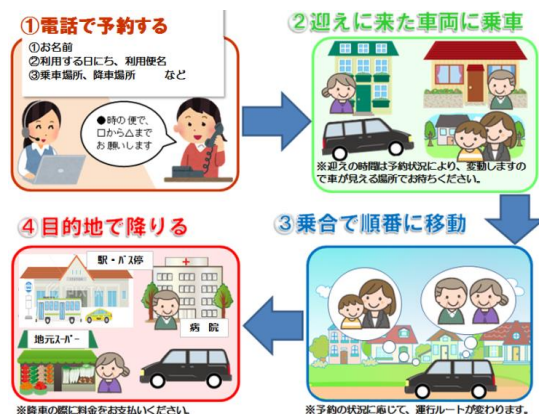 ①電話で予約する
①お名前
②利用する日にち、利用便名
③乗車場所、降車場所 など
●時の便で、
□から△まで
お願いします
②迎えに来た車両に乗車
※迎えの時間は予約状況により、変動しますの
で車が見える場所でお待ちください。
③乗合で順番に移動
※予約の状況に応じて、運行ルートが変わります。
④目的地で降りる
駅・バス停
病 院
地元スーパー
※降車の際に料金をお支払いください。